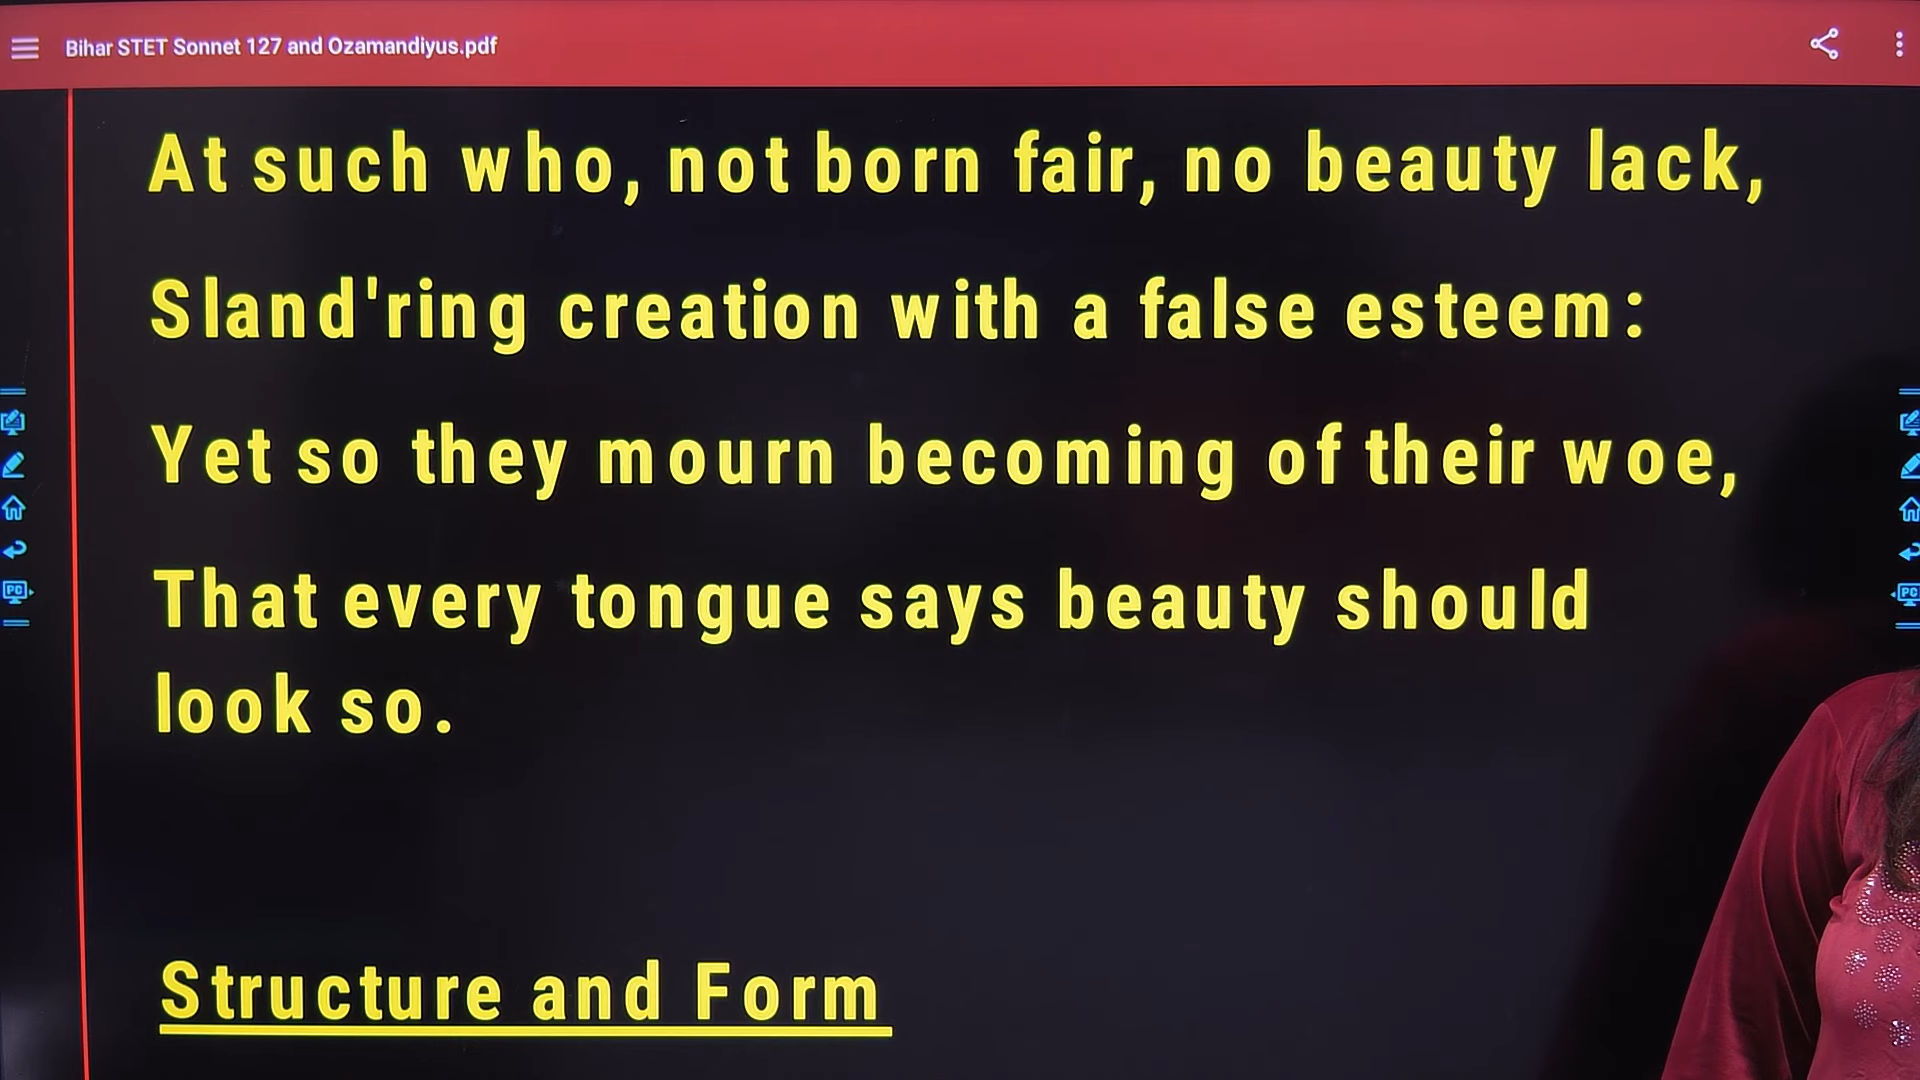 Bihar STET Sonnet 127 and Ozamandiyus.pdf
At such who, not born fair, no beauty lack,
Sland'ring creation with a false esteem:
Yet so they mourn becoming of their woe,
That every tongue says beauty should
look so.
Structure and Form
PC
PC